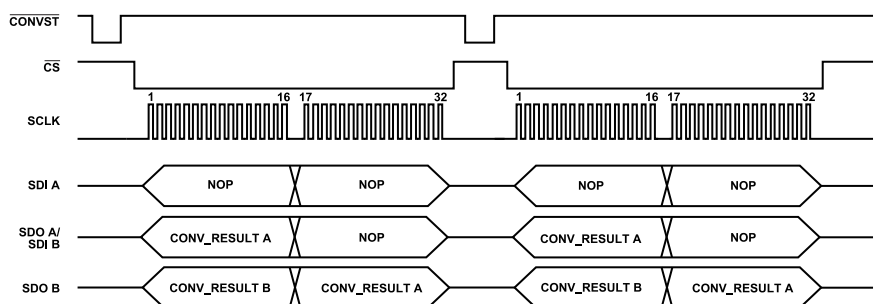 CONVST
CS
1 16 17 32 1 16 17 32
SCLK
SDI A NOP NOP NOP NOP
SDO A/
SDI B CONV_RESULT A NOP CONV_RESULT A NOP
SDO B CONV_RESULT B CONV_RESULT A CONV_RESULT B CONV_RESULT A